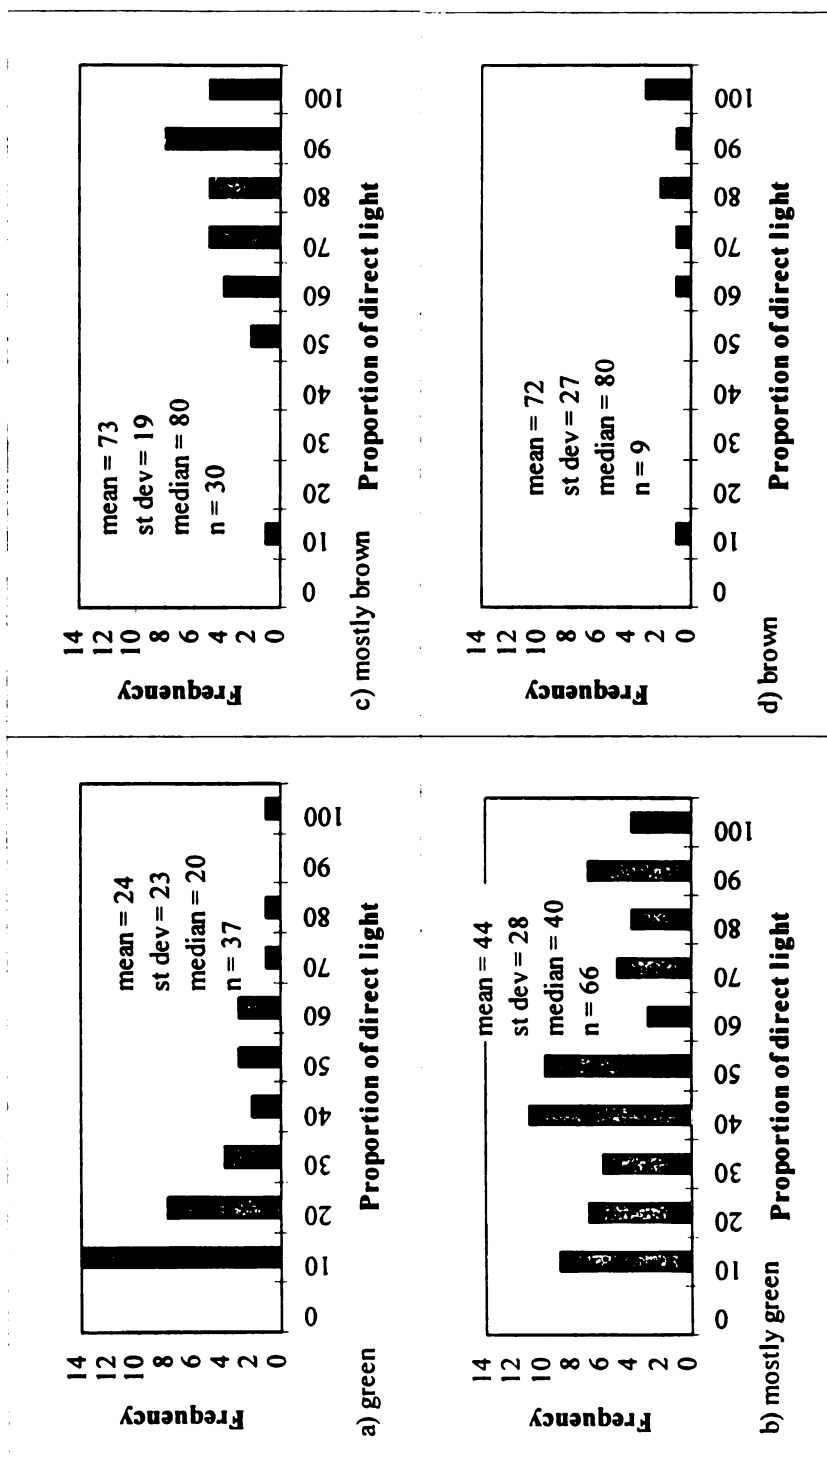 14
12
10
8
6
4
2
0
Frequency
mean = 24
st dev = 23
median = 20
n = 37
0 10 20 30 40 50 60 70 80 90 100
a) green Proportion of direct light
14
12
10
8
6
4
2
0
Frequency
mean = 73
st dev = 19
median = 80
n = 30
0 10 20 30 40 50 60 70 80 90 100
c) mostly brown Proportion of direct light
14
12
10
8
6
4
2
0
Frequency
mean = 44
st dev = 28
median = 40
n = 66
0 10 20 30 40 50 60 70 80 90 100
b) mostly green Proportion of direct light
14
12
10
8
6
4
2
0
Frequency
mean = 72
st dev = 27
median = 80
n = 9
0 10 20 30 40 50 60 70 80 90 100
d) brown Proportion of direct light